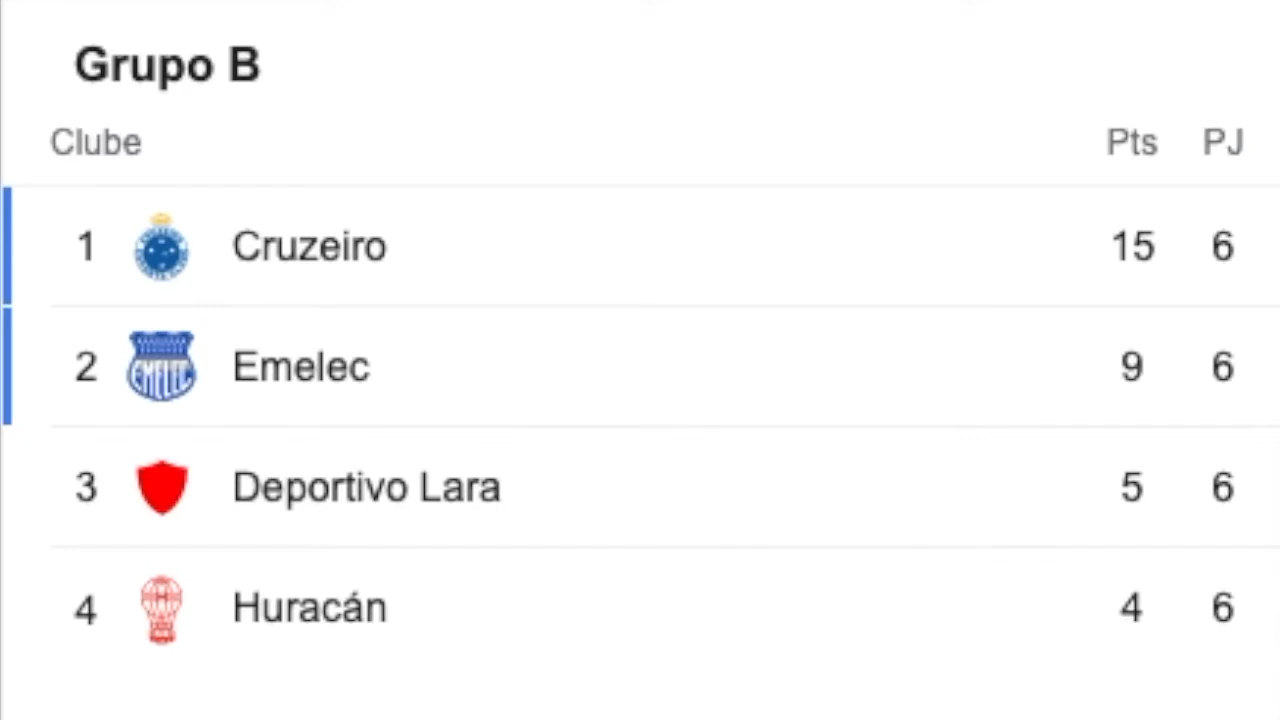 Grupo B
Clube Pts PJ
1 Cruzeiro 15 6
2 EMELEC Emelec 9 6
3 Deportivo Lara 5 6
4 H Huracán 4 6